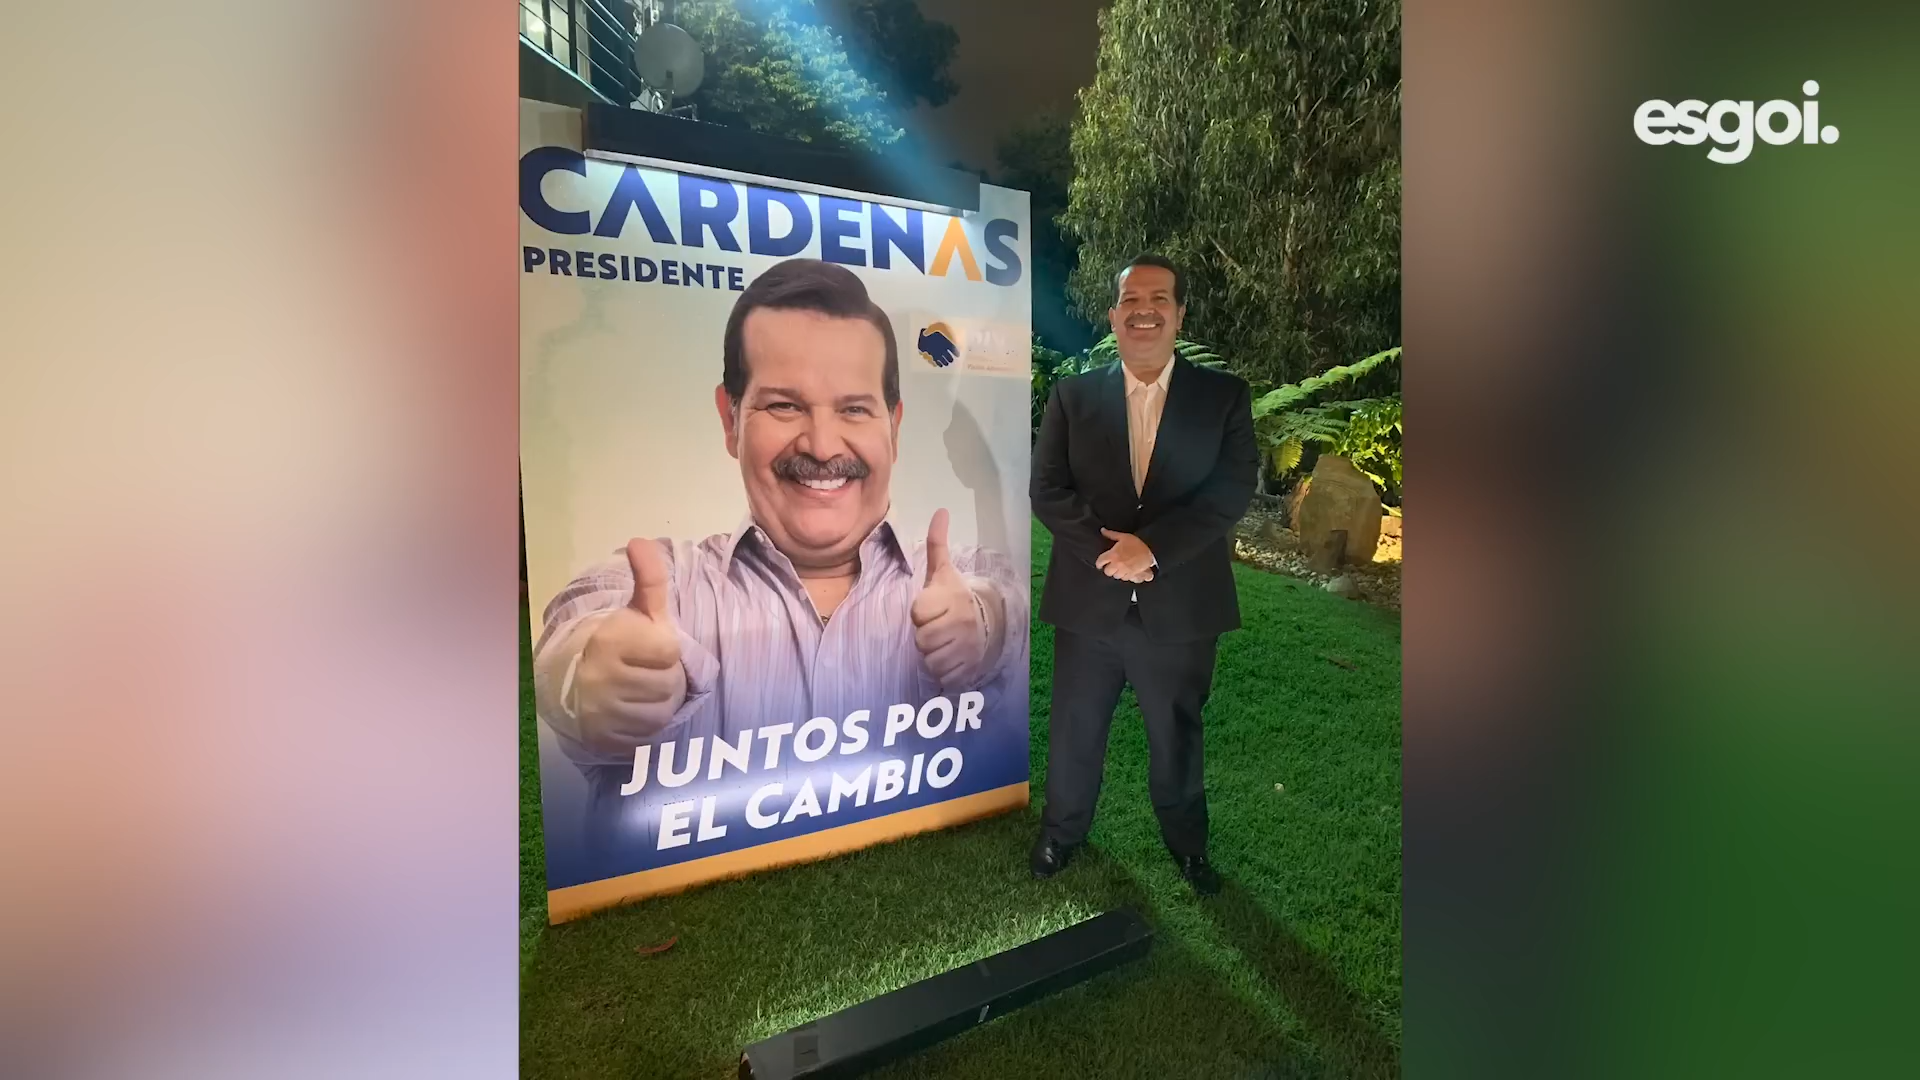 esgoi.
CARDENAS
PRESIDENTE
JUNTOS POR
EL CAMBIO